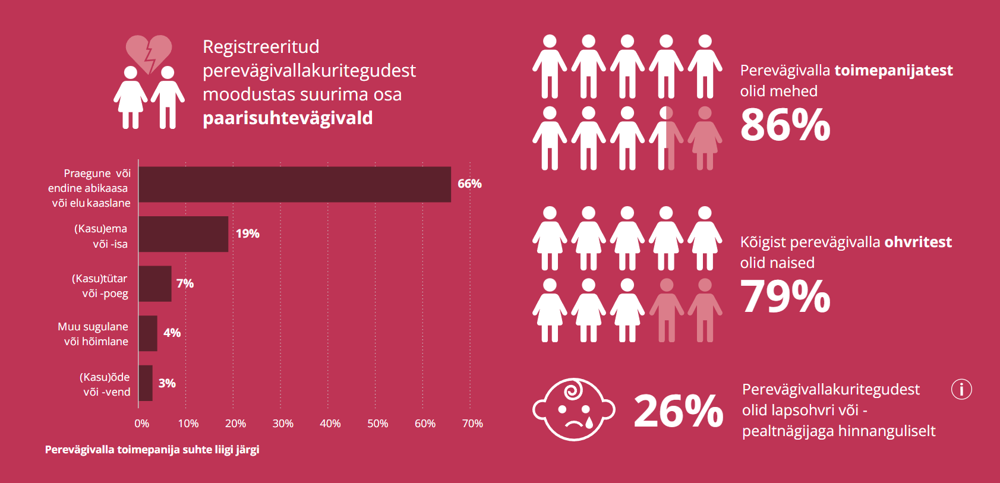 Registreeritud
perevägivallakuritegudest
moodustas suurima osa
paarisuhtevägivald
Praegune või
endine abikaasa
või elukaaslane
66%
(Kasu)ema
või -isa
19%
(Kasu)tütar
või -poeg
7%
Muu sugulane
või hõimlane
4%
(Kasu)õde
või -vend
3%
0% 10% 20% 30% 40% 50% 60% 70%
Perevägivalla toimepanija suhte liigi järgi
Perevägivalla toimepanijatest
olid mehed
86%
Kõigist perevägivalla ohvritest
olid naised
79%
26%
Perevägivallakuritegudest
olid lapsohvri või -
pealtnägijaga hinnanguliselt
i